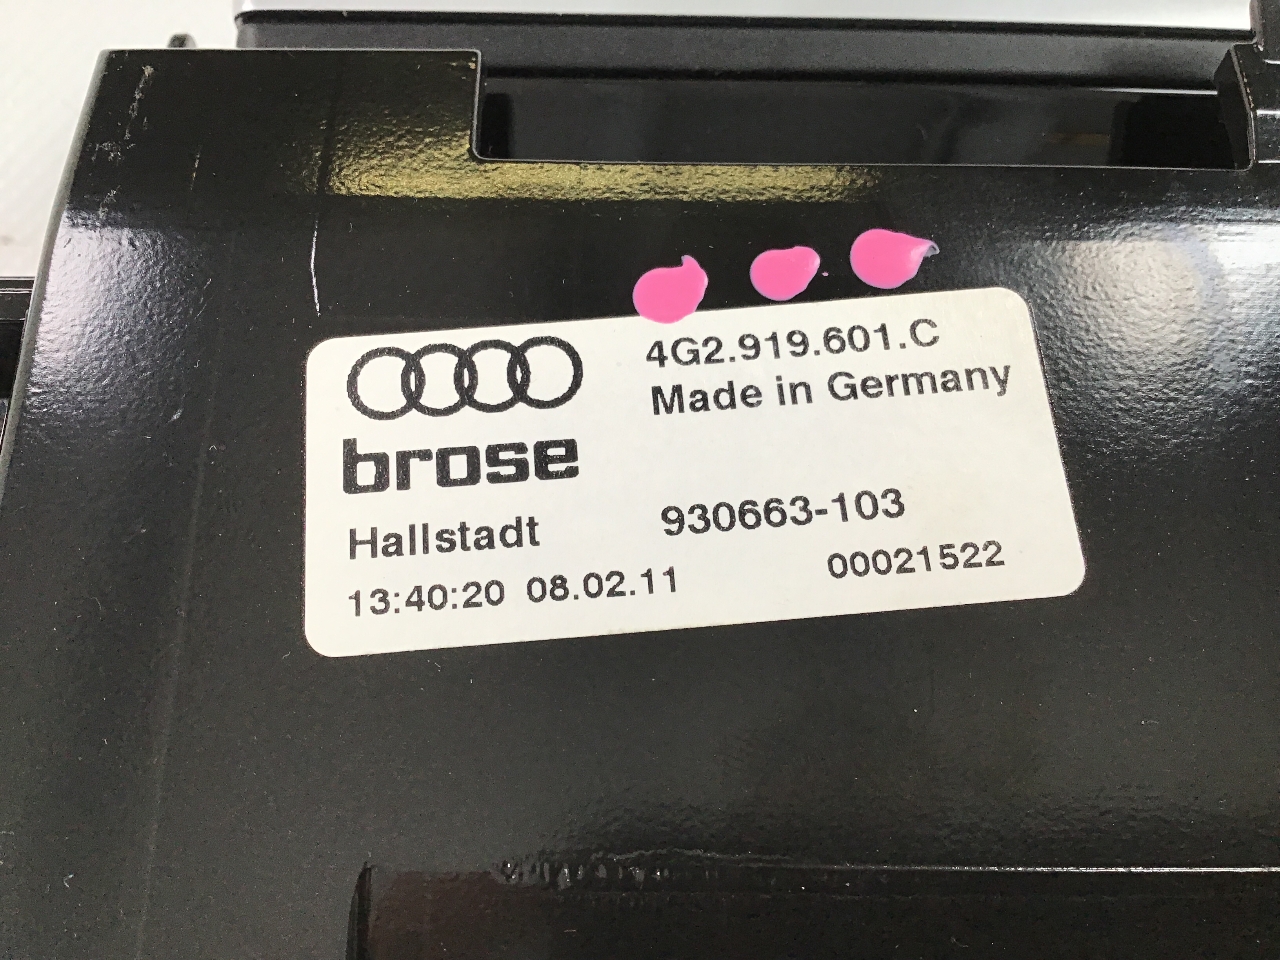 4G2.919.601.C
Made in Germany
brose
Hallstadt 930663-103
13:40:20 08.02.11 00021522